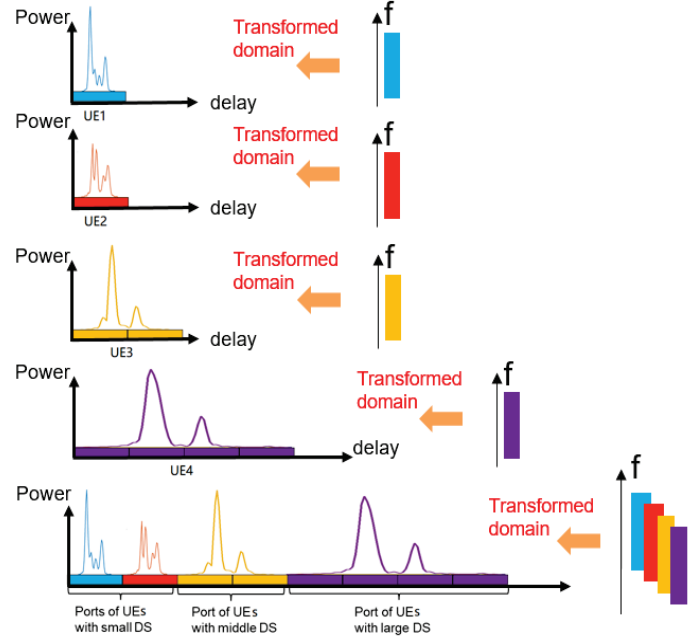 Power
Transformed
domain
f
delay
UE1
Power
Transformed
domain
f
delay
UE2
Power
Transformed
domain
f
delay
UE3
Power
Transformed
domain
f
delay
UE4
Power
Transformed
domain
f
delay
Ports of UEs
with small DS
Port of UEs
with middle DS
Port of UEs
with large DS